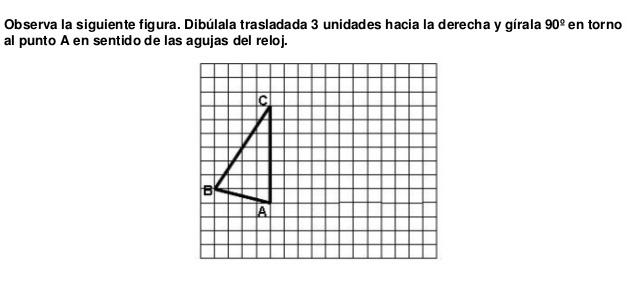 Observa la siguiente figura. Dibúlala trasladada 3 unidades hacia la derecha y gírala 90º en torno
al punto A en sentido de las agujas del reloj.
C
B
A